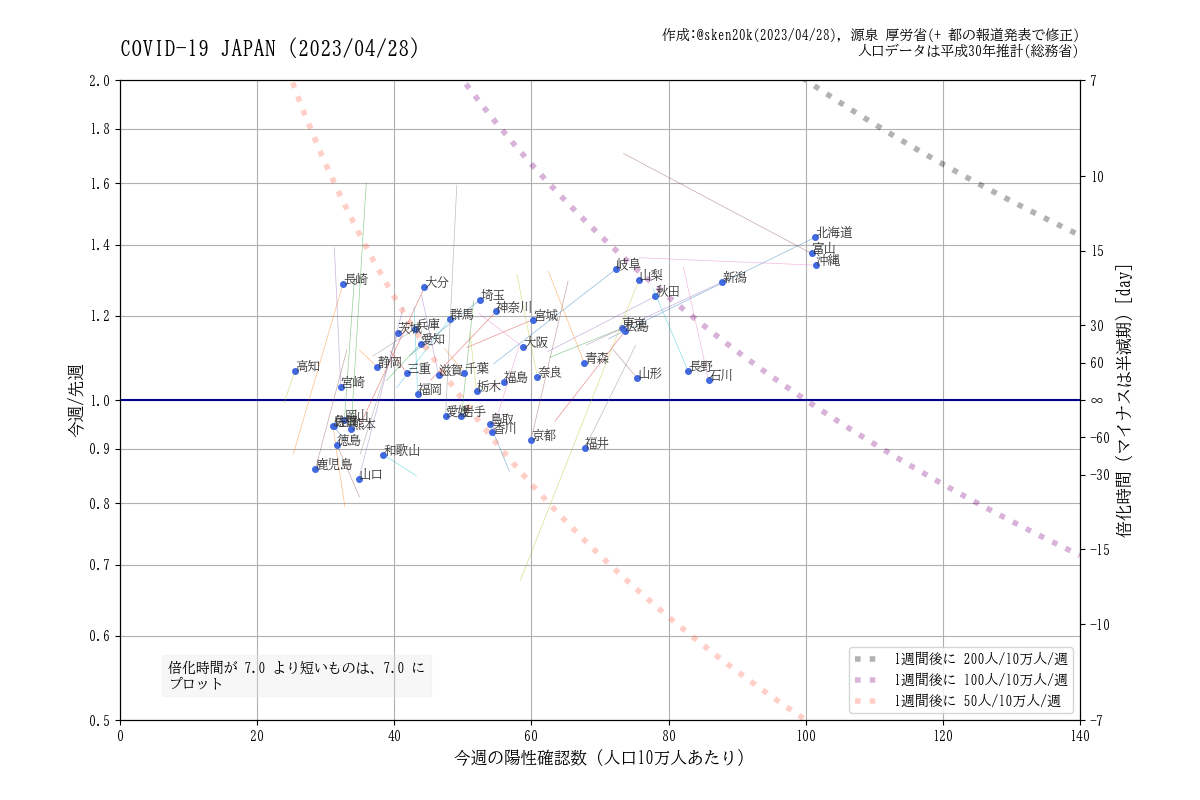 COVID-19 JAPAN (2023/04/28)
作成:@sken20k(2023/04/28), 源泉 厚労省(+ 都の報道発表で修正)
人口データは平成30年推計(総務省)
2.0
7
1.8
1.6
10
1.4
15
1.2
30
60
1.0
∞
0.9
-60
-30
0.8
0.7
-15
0.6
-10
0.5
-7
今週/先週
倍化時間 (マイナスは半減期) [day]
北海道
富山
沖縄
岐阜
山梨
新潟
秋田
長崎
大分
埼玉
神奈川
宮城
群馬
兵庫
茨城
愛知
広島
大阪
青森
静岡
高知
三重
滋賀
千葉
福島
奈良
山形
長野
石川
宮崎
福岡
栃木
愛媛
岩手
岡山
熊本
鳥取
香川
京都
福井
徳島
和歌山
鹿児島
山口
倍化時間が 7.0 より短いものは、7.0 に
プロット
1週間後に 200人/10万人/週
1週間後に 100人/10万人/週
1週間後に 50人/10万人/週
0
20
40
60
80
100
120
140
今週の陽性確認数 (人口10万人あたり)